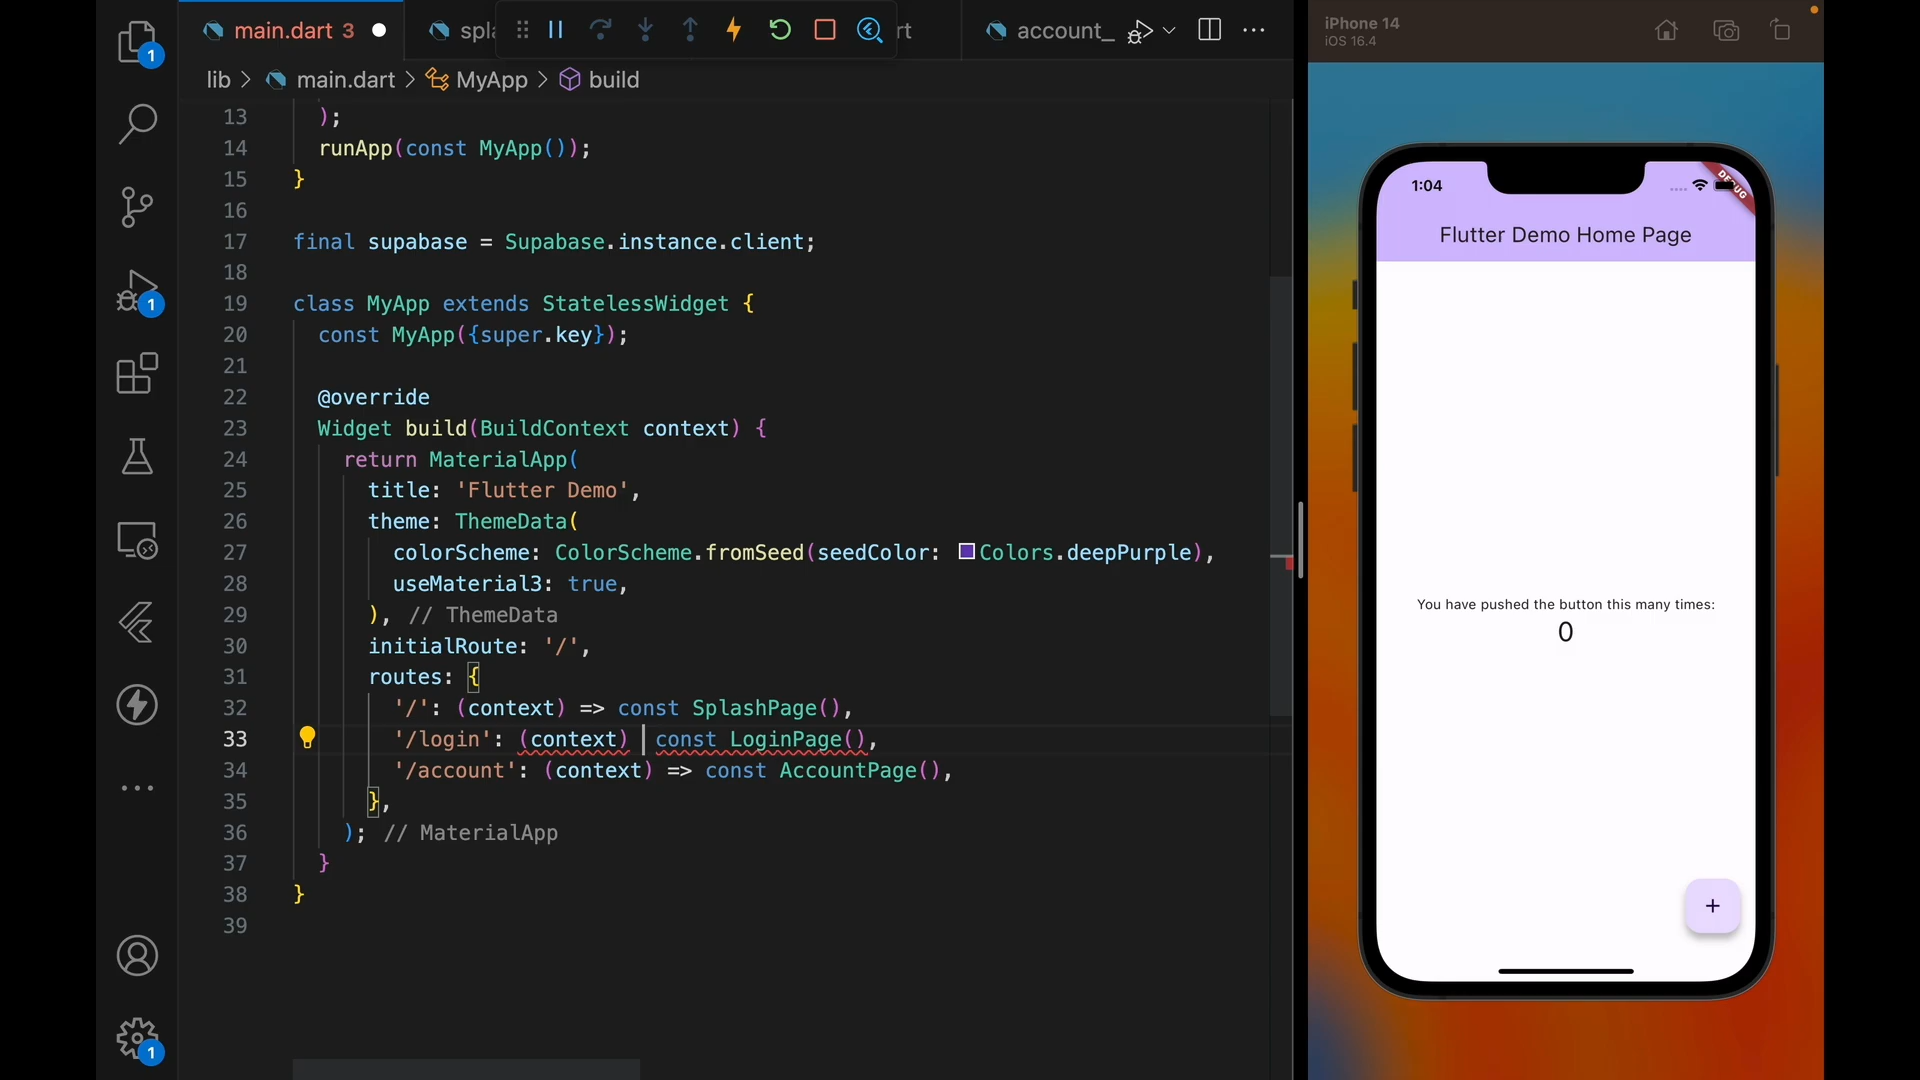 main.dart 3
spla
rt
account_
lib > main.dart > MyApp > build
13 );
14 runApp(const MyApp());
15 }
16
17 final supabase = Supabase.instance.client;
18
19 class MyApp extends StatelessWidget {
20 const MyApp({super.key});
21
22 @override
23 Widget build(BuildContext context) {
24 return MaterialApp(
25 title: 'Flutter Demo',
26 theme: ThemeData(
27 colorScheme: ColorScheme.fromSeed(seedColor: Colors.deepPurple),
28 useMaterial3: true,
29 ), // ThemeData
30 initialRoute: '/',
31 routes: {
32 '/': (context) => const SplashPage(),
33 '/login': (context) const LoginPage(),
34 '/account': (context) => const AccountPage(),
35 },
36 ); // MaterialApp
37 }
38 }
39
1
1
1
iPhone 14
iOS 16.4
1:04
DEBUG
Flutter Demo Home Page
You have pushed the button this many times:
0
+